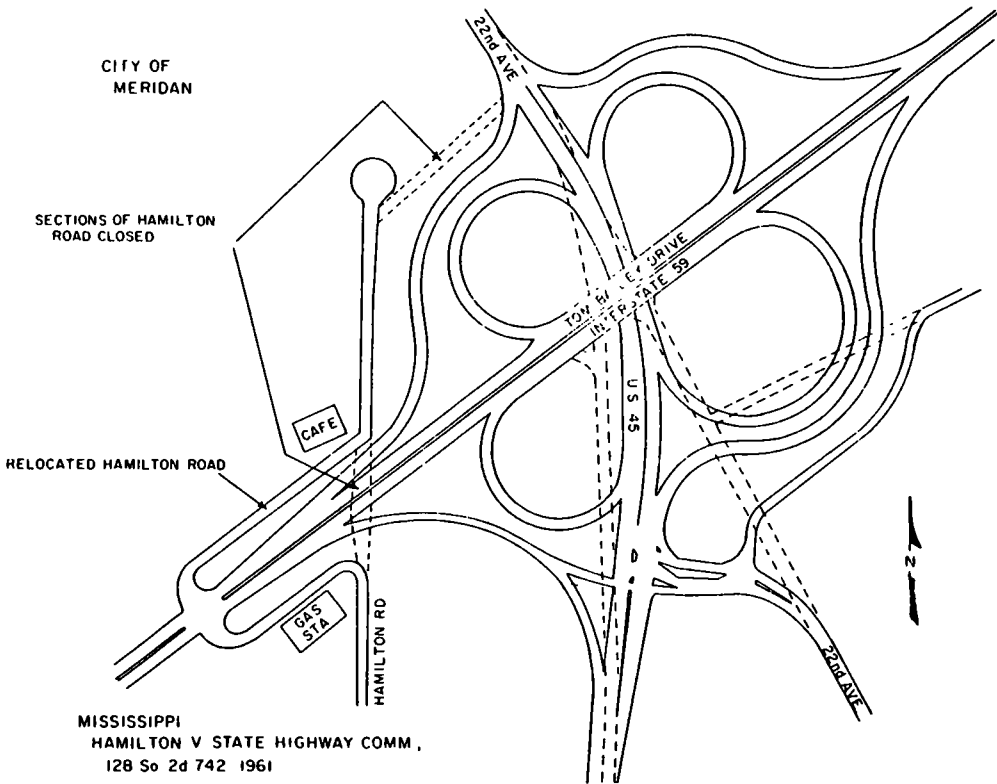 CITY OF
MERIDAN
22nd AVE
SECTIONS OF HAMILTON
ROAD CLOSED
DRIVE
INTERSTATE 59
US 45
CAFE
RELOCATED HAMILTON ROAD
N
GAS
STA
HAMILTON RD
22nd AVE
MISSISSIPPI
HAMILTON V STATE HIGHWAY COMM,
128 So 2d 742 1961